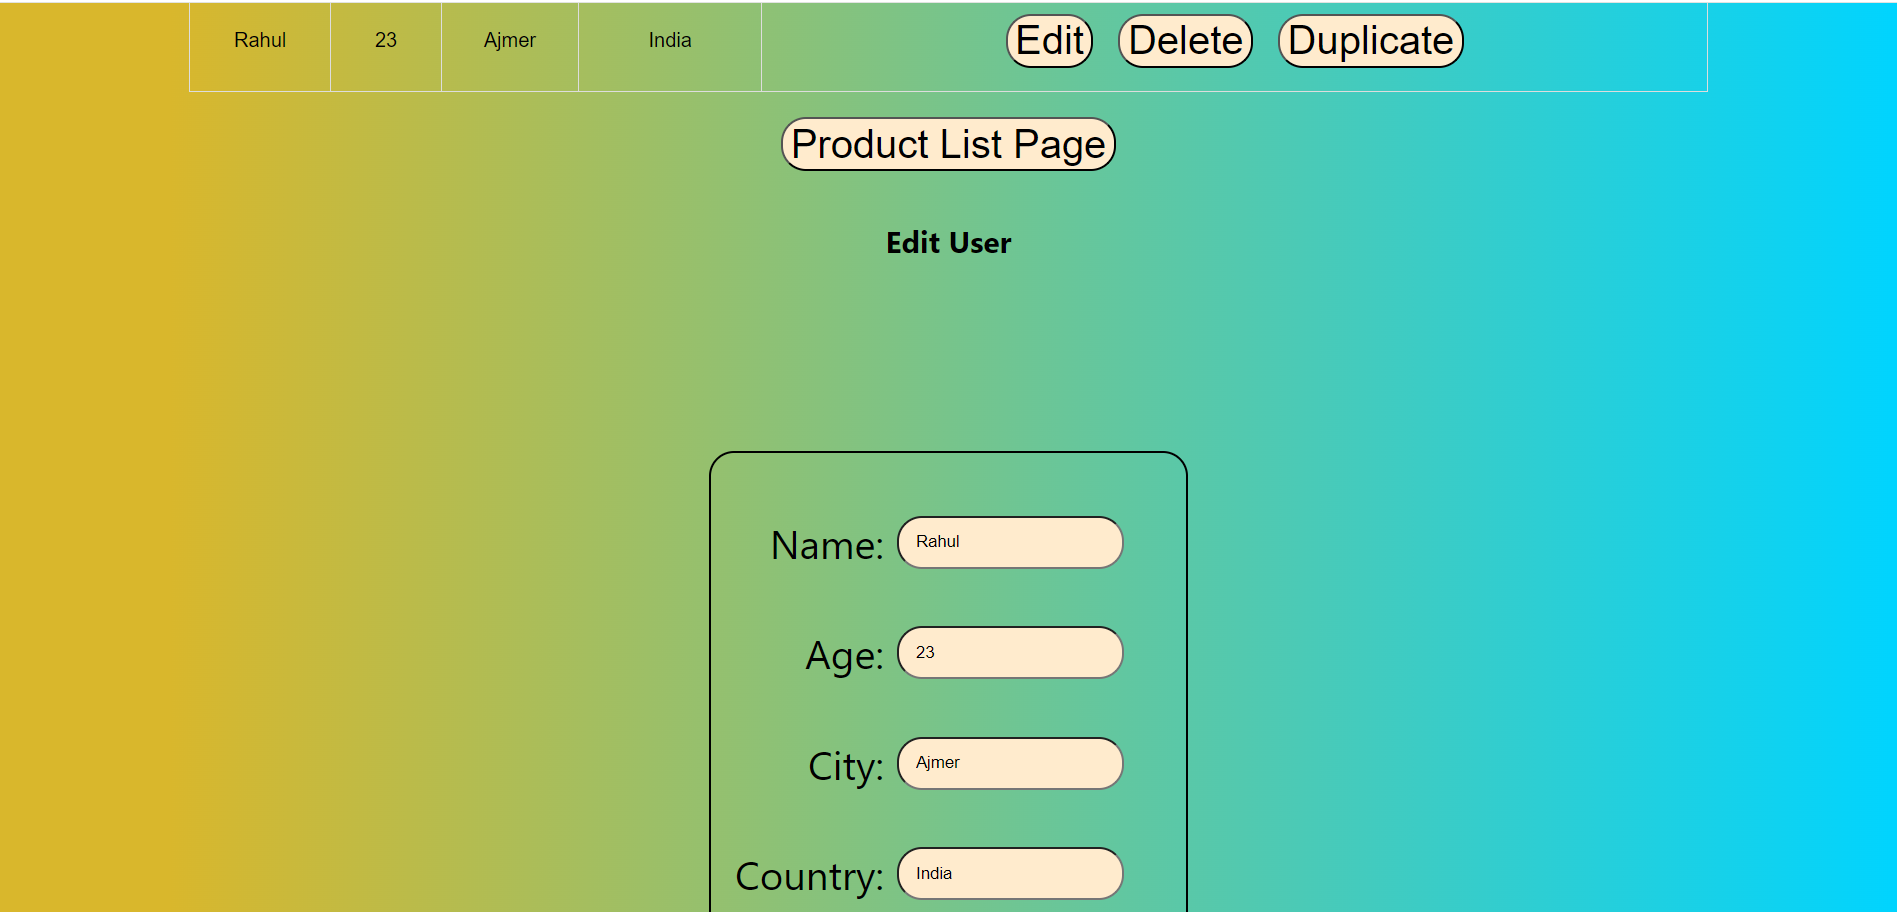 Rahul 23 Ajmer India Edit Delete Duplicate
Product List Page
Edit User
Name: Rahul
Age: 23
City: Ajmer
Country: India